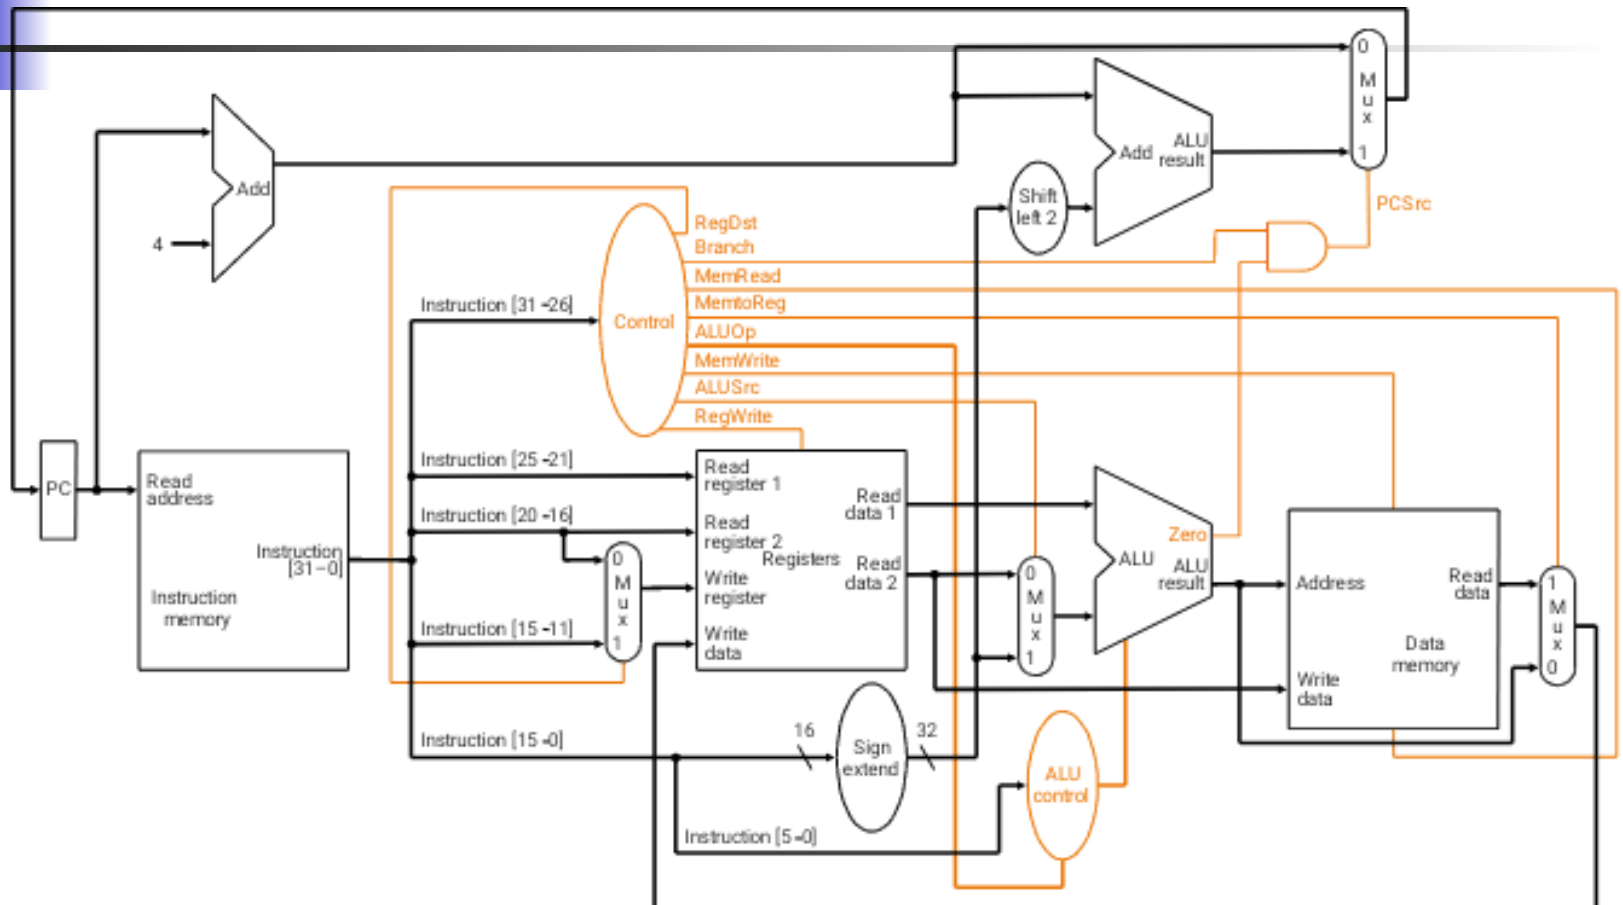 0
M
u
x
1
Add
ALU
result
Add
4
Shift
left 2
PCSrc
RegDst
Branch
MemRead
MemtoReg
ALUOp
MemWrite
ALUSrc
RegWrite
Control
Instruction [31-26]
Instruction [25-21]
Instruction [20-16]
Instruction [15-11]
Instruction [15-0]
Instruction [5-0]
PC
Read
address
Instruction
[31-0]
Instruction
memory
0
M
u
x
1
Read
register 1
Read
register 2
Write
register
Write
data
Registers
Read
data 1
Read
data 2
0
M
u
x
1
Zero
ALU
ALU
result
Address
Write
data
Read
data
Data
memory
1
M
u
x
0
16
Sign
extend
32
ALU
control